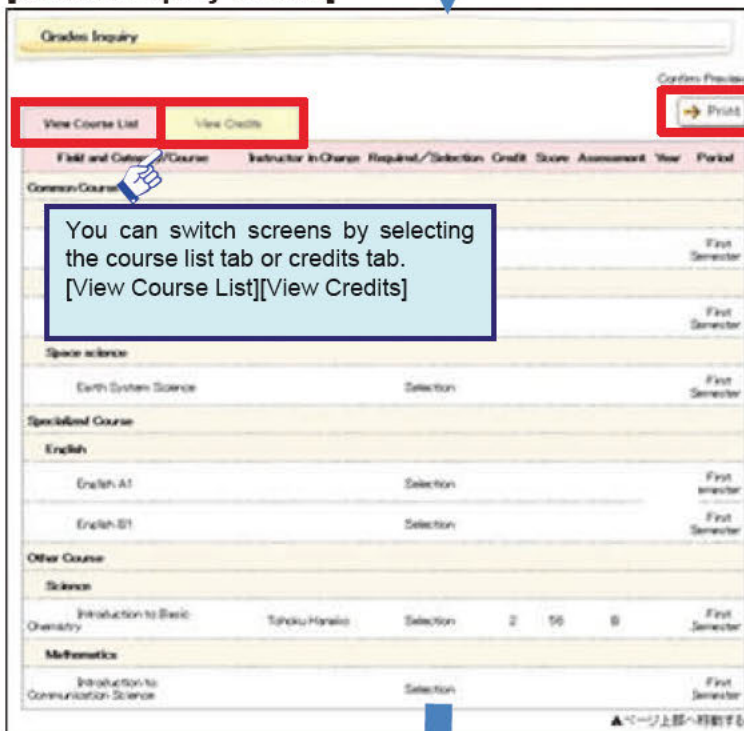 Grades Inquiry
Print
View Course List View Credits
Field and Course Instructor in Charge Required/Selection Credit Score Assessment Year Period
Common Course
You can switch screens by selecting
the course list tab or credits tab.
[View Course List][View Credits]
First
Semester
First
Semester
Space science
Earth System Science Selection First
Semester
Specialized Course
English
English A1 Selection First
English B1 Selection First
Semester
Other Course
Science
Introduction to Basic
Chemistry Tohoku Hanako Selection 2 56 First
Semester
Mathematics
Introduction to
Communication Science Selection First
Semester
▲ページ上部へ移動する